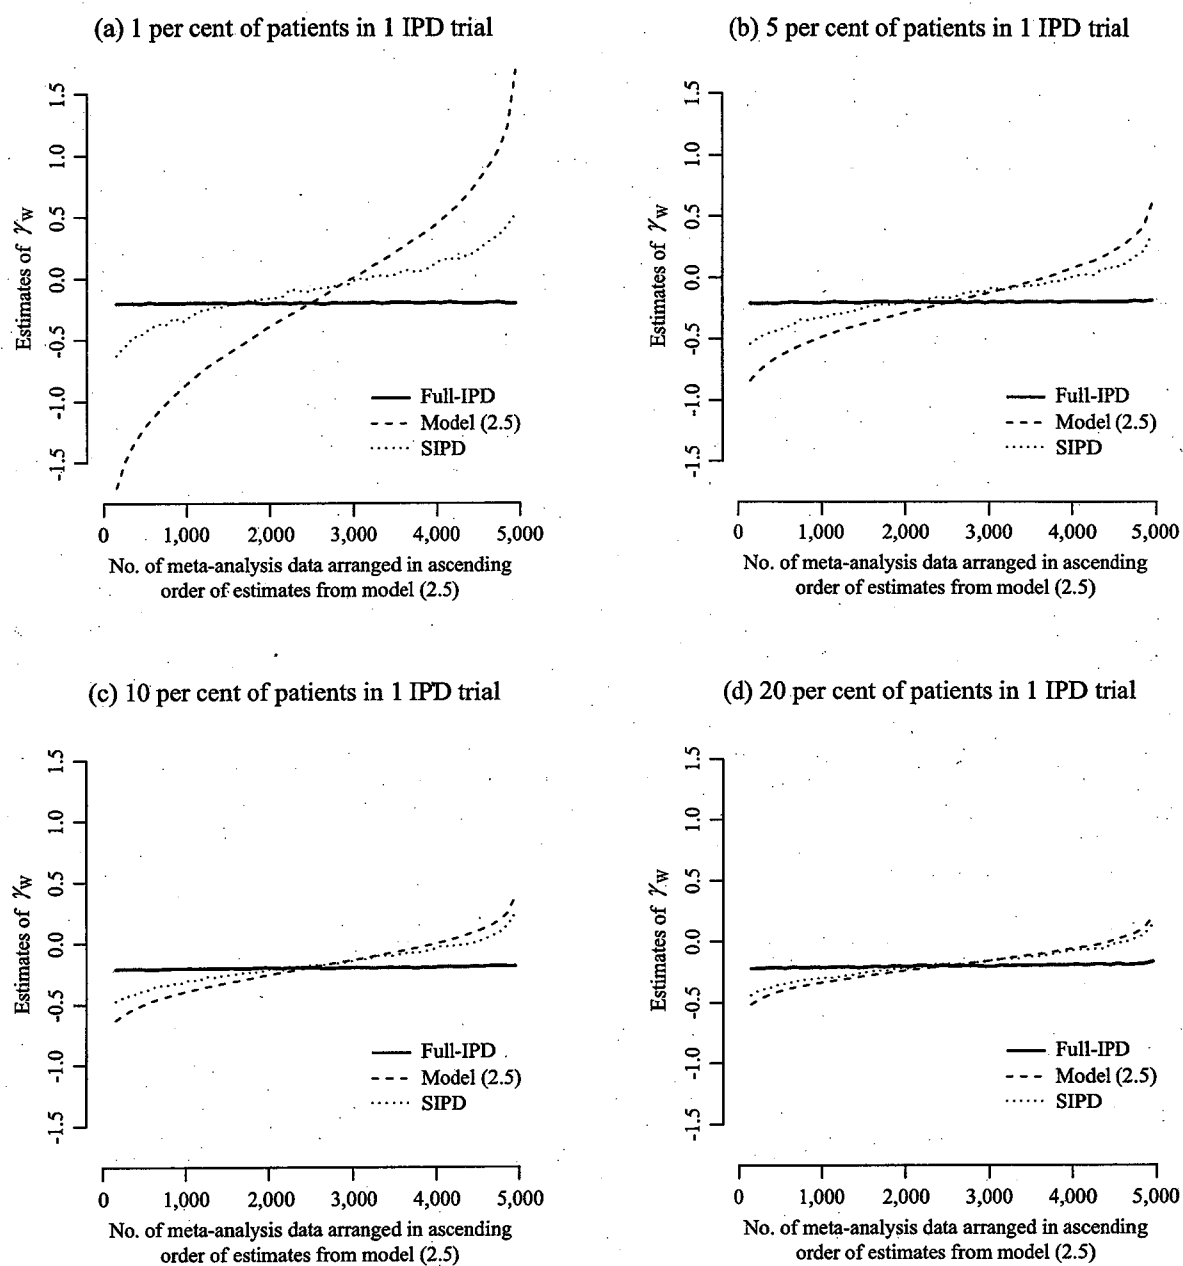 (a) 1 per cent of patients in 1 IPD trial
Estimates of γW
1.5
1.0
0.5
0.0
-0.5
-1.0
-1.5
Full-IPD
Model (2.5)
SIPD
0 1,000 2,000 3,000 4,000 5,000
No. of meta-analysis data arranged in ascending
order of estimates from model (2.5)
(b) 5 per cent of patients in 1 IPD trial
Estimates of γW
1.5
1.0
0.5
0.0
-0.5
-1.0
-1.5
Full-IPD
Model (2.5)
SIPD
0 1,000 2,000 3,000 4,000 5,000
No. of meta-analysis data arranged in ascending
order of estimates from model (2.5)
(c) 10 per cent of patients in 1 IPD trial
Estimates of γW
1.5
1.0
0.5
0.0
-0.5
-1.0
-1.5
Full-IPD
Model (2.5)
SIPD
0 1,000 2,000 3,000 4,000 5,000
No. of meta-analysis data arranged in ascending
order of estimates from model (2.5)
(d) 20 per cent of patients in 1 IPD trial
Estimates of γW
1.5
1.0
0.5
0.0
-0.5
-1.0
-1.5
Full-IPD
Model (2.5)
SIPD
0 1,000 2,000 3,000 4,000 5,000
No. of meta-analysis data arranged in ascending
order of estimates from model (2.5)